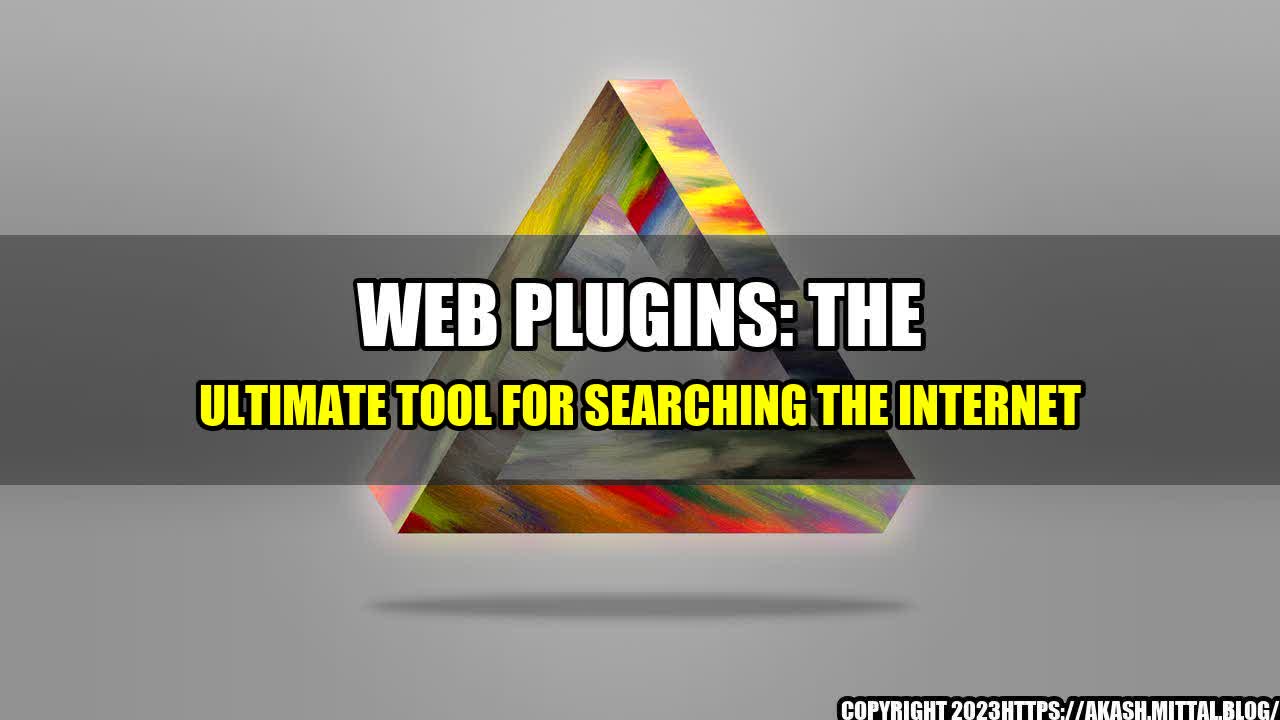 WEB PLUGINS: THE
ULTIMATE TOOL FOR SEARCHING THE INTERNET
COPYRIGHT 2023HTTPS://AKASH.MITTAL.BLOG/